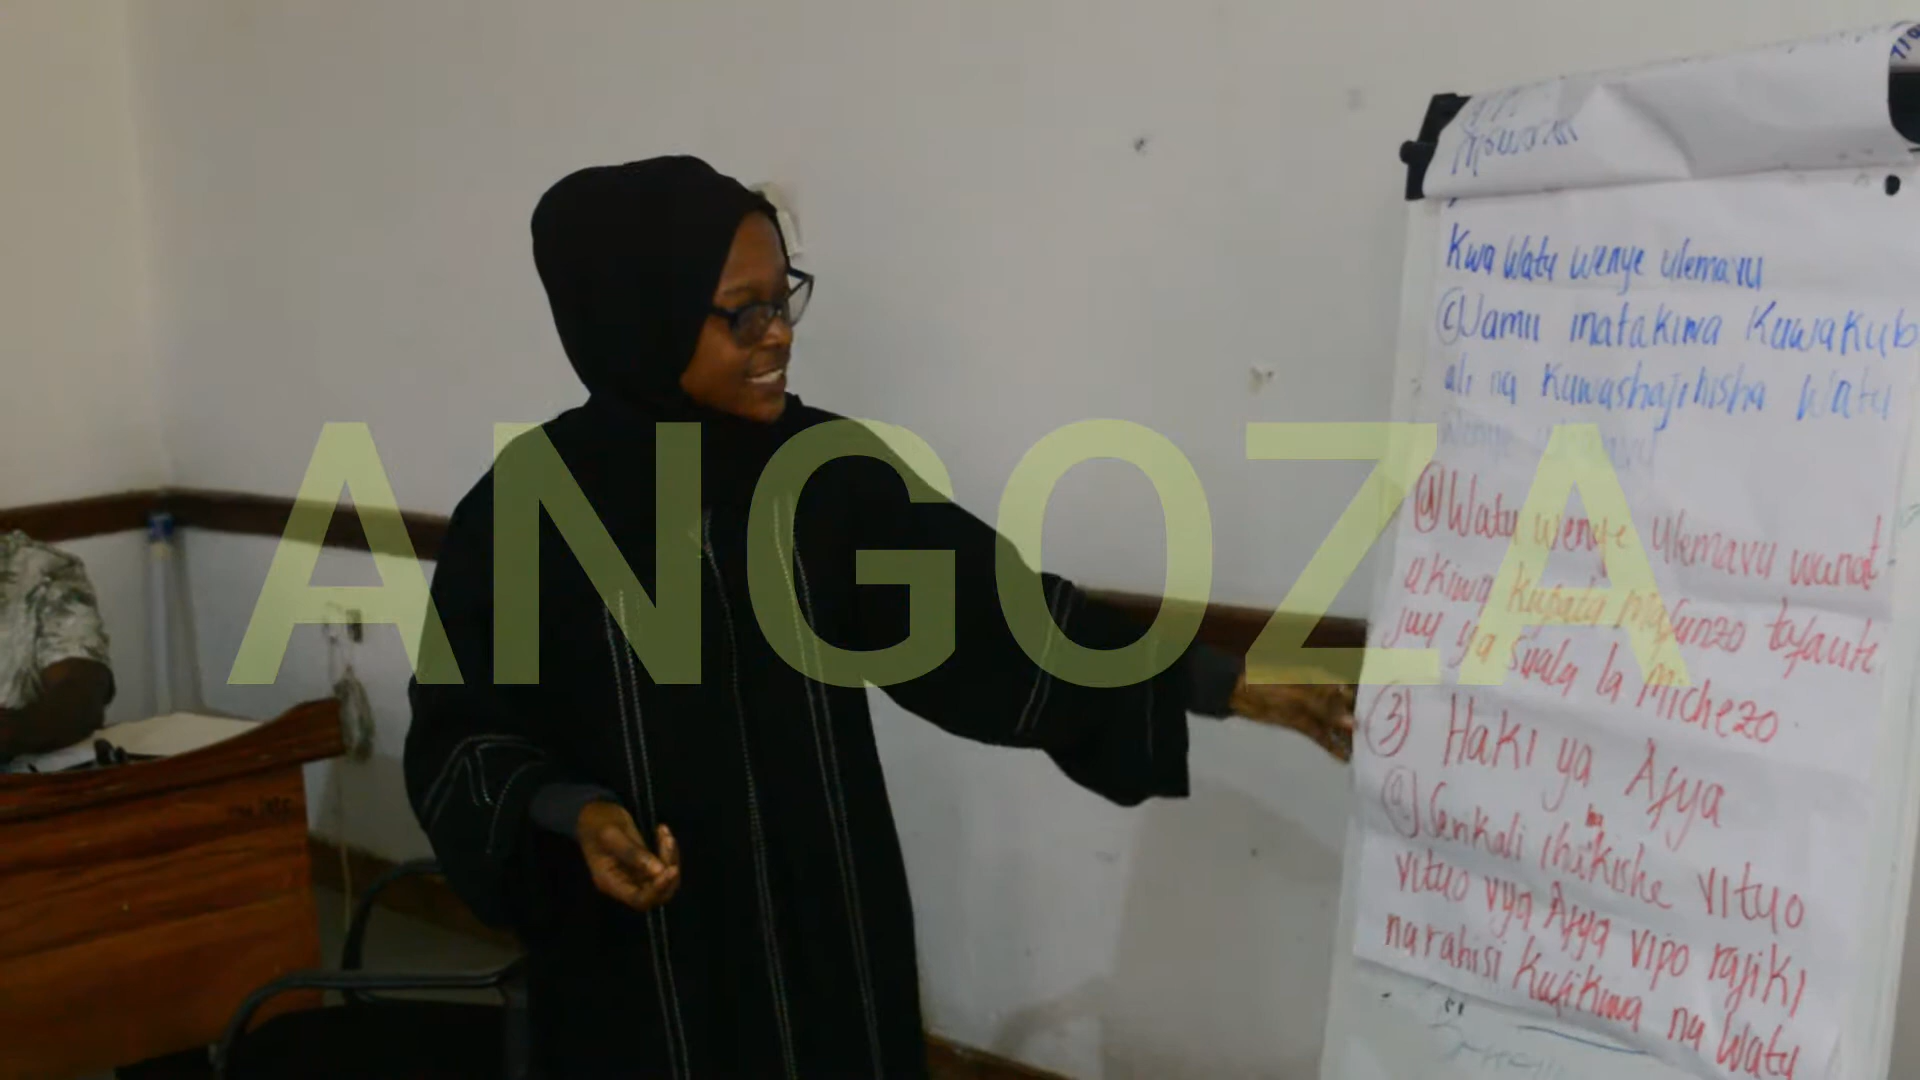 Kwa Watu wenye ulemavu
(C) Jamii inatakiwa Kuwakub
ali na Kuwashajihisha Watu
wenye ulemavu
(d) Watu wenye ulemavu wanat
akiwa Kupata Mafunzo tofauti
juu ya Suala la Michezo.
(3) Haki ya Afya
(a) Serikali ihakikishe vituo
vituo vya Afya vipo rafiki
na rahisi Kufikiwa na Watu
ANGOZA